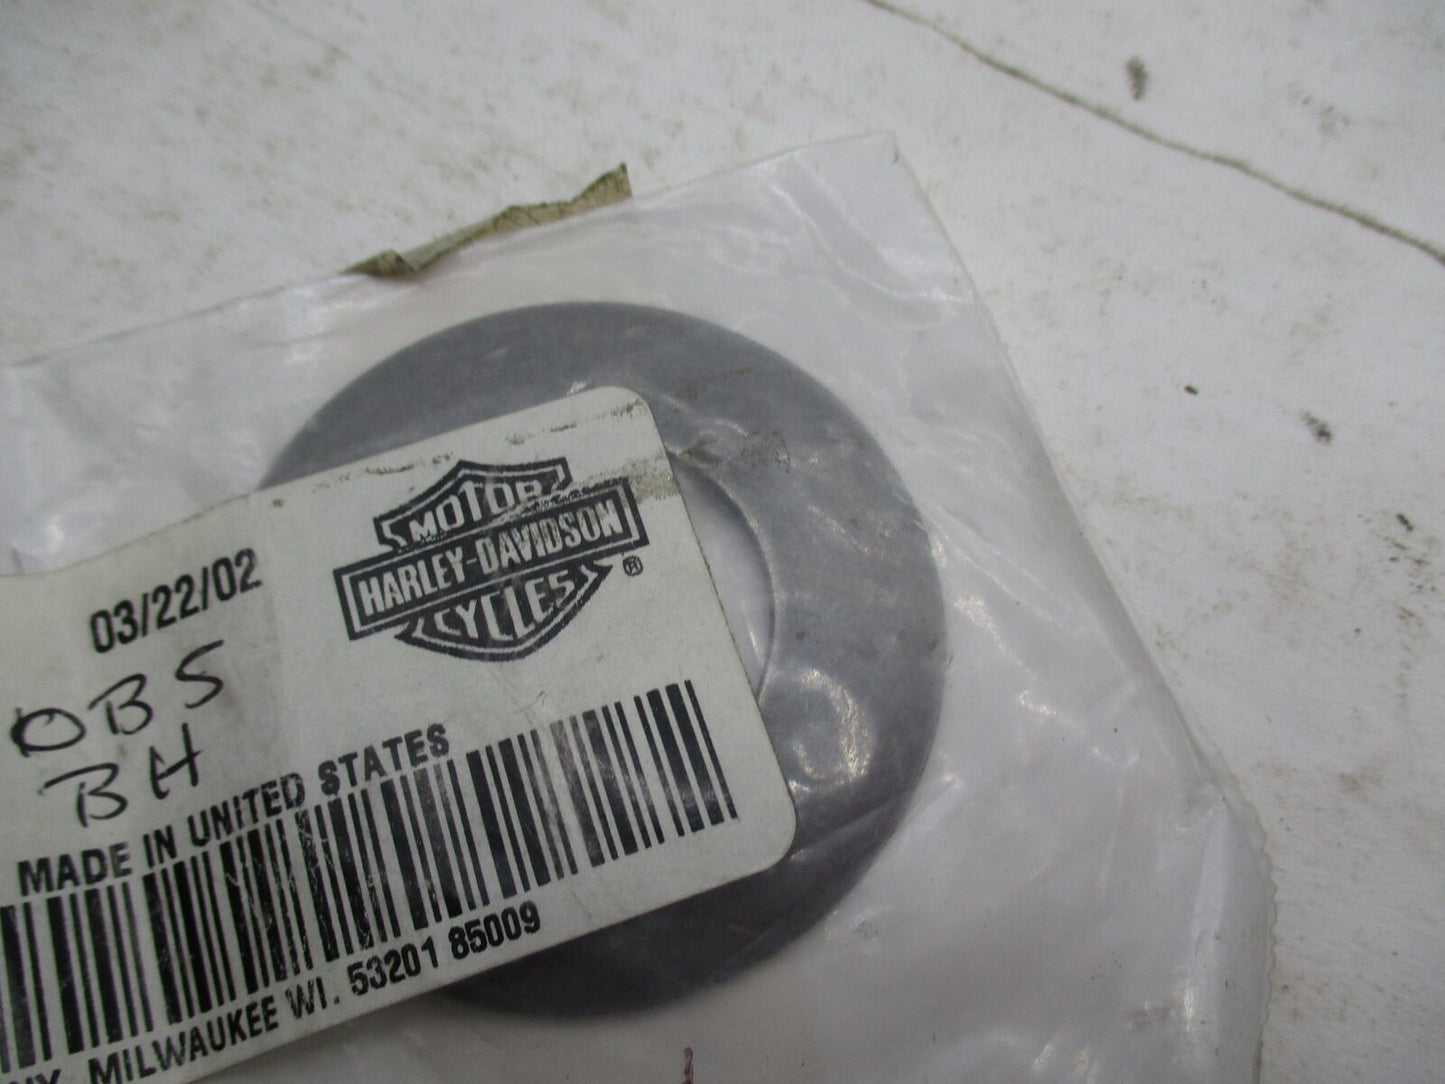 MOTOR
HARLEY-DAVIDSON
CYCLES
®
03/22/02
OBS
BH
MADE IN UNITED STATES
MILWAUKEE WI. 53201 85009